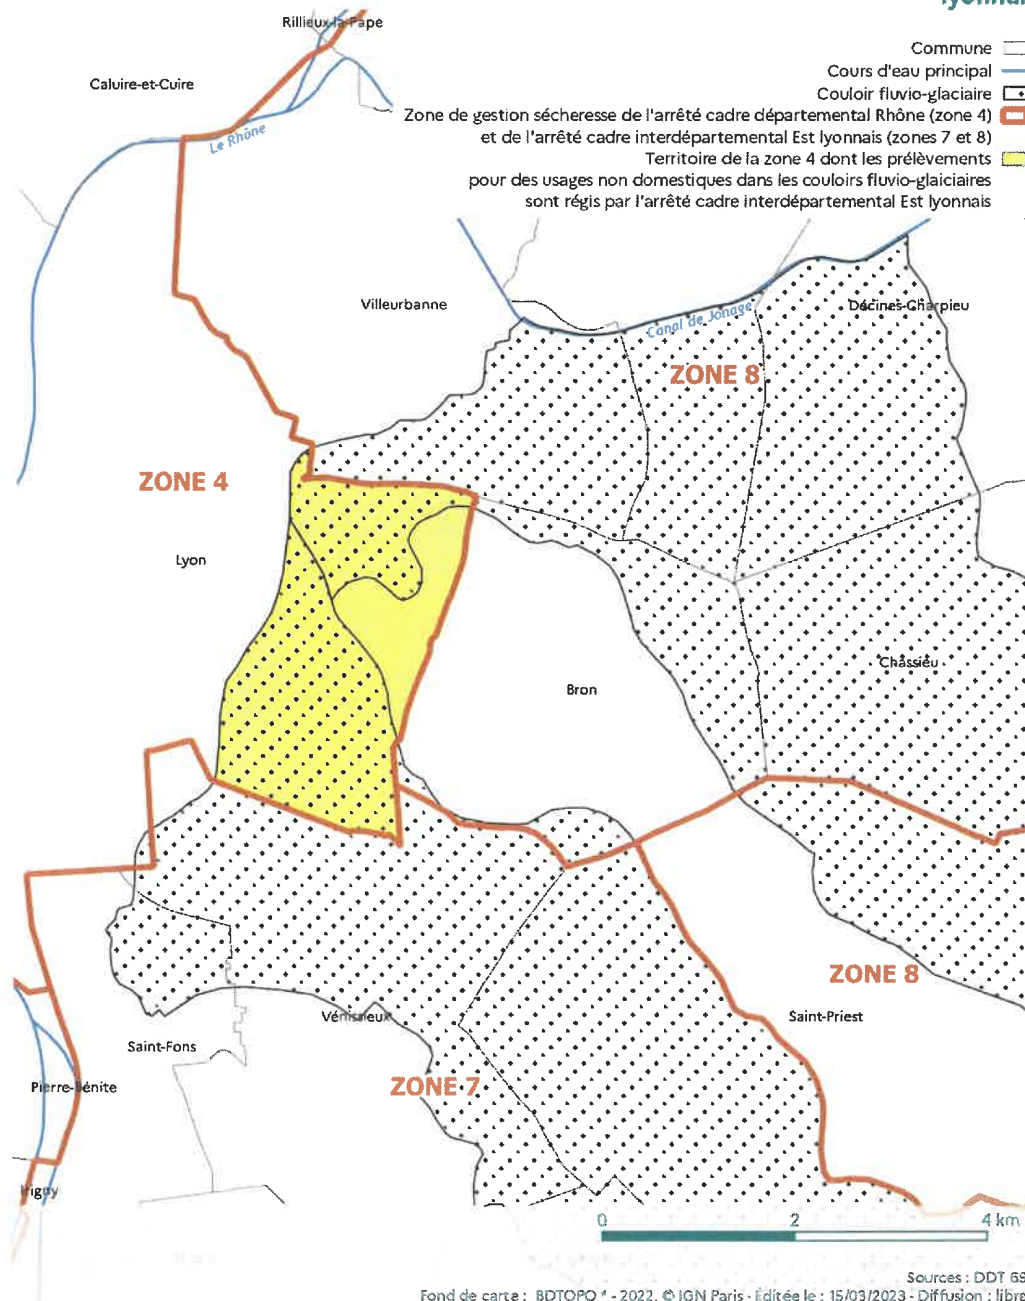 lyonnais
Rillieux-la-Pape
Caluire-et-Cuire
Commune
Cours d'eau principal
Couloir fluvio-glaciaire
Zone de gestion sécheresse de l'arrêté cadre départemental Rhône (zone 4)
et de l'arrêté cadre interdépartemental Est lyonnais (zones 7 et 8)
Territoire de la zone 4 dont les prélèvements
pour des usages non domestiques dans les couloirs fluvio-glaiciaires
sont régis par l'arrêté cadre interdépartemental Est lyonnais
Le Rhône
Villeurbanne
Décines-Charpieu
Canal de Jonage
ZONE 8
ZONE 4
Lyon
Chassieu
Bron
ZONE 8
Vénissieux
Saint-Priest
Saint-Fons
Pierre-Bénite
ZONE 7
Irigny
0 2 4 km
Sources : DDT 69
Fond de carte : BDTOPO ® - 2022, © IGN Paris - Éditée le : 15/03/2023 - Diffusion : libre